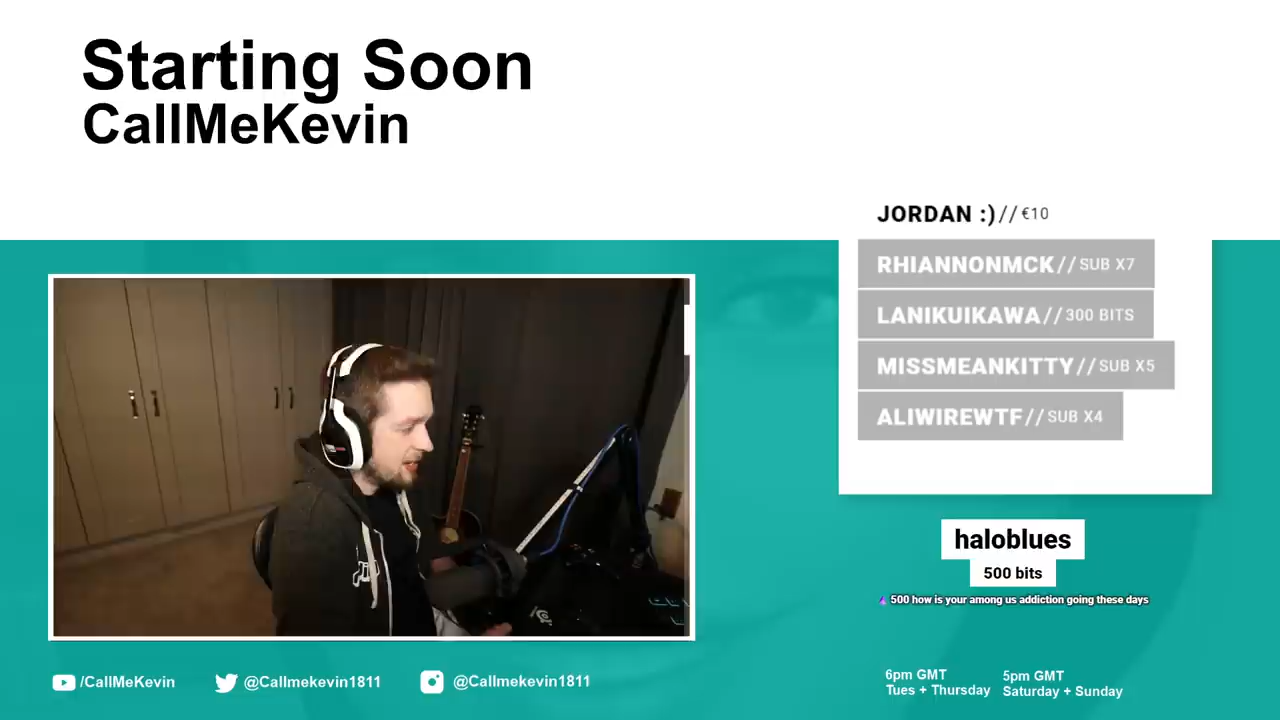 Starting Soon
CallMeKevin
JORDAN :)//€10
RHIANNONMCK//SUB X7
LANIKUIKAWA//300 BITS
MISSMEANKITTY//SUB X5
ALIWIREWTF//SUB X4
haloblues
500 bits
500 how is your among us addiction going these days
/CallMeKevin
@Callmekevin1811
@Callmekevin1811
6pm GMT
Tues + Thursday
5pm GMT
Saturday + Sunday